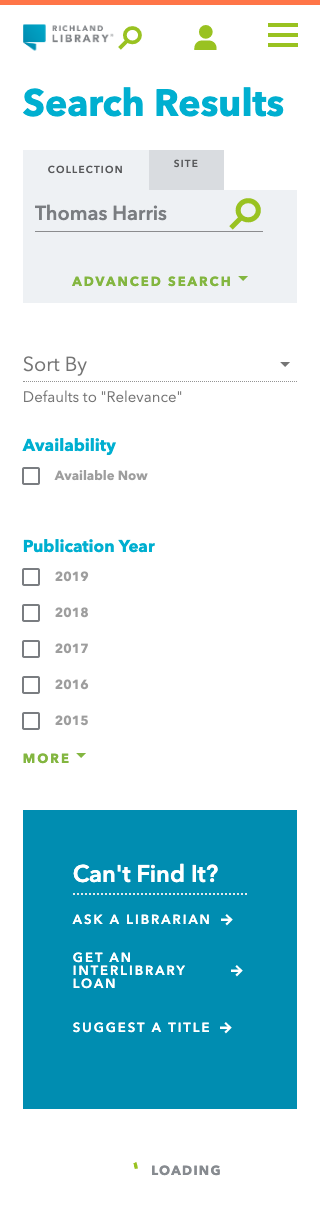 RICHLAND
LIBRARY
Search Results
COLLECTION
SITE
Thomas Harris
ADVANCED SEARCH
Sort By
Defaults to "Relevance"
Availability
Available Now
Publication Year
2019
2018
2017
2016
2015
MORE
Can't Find It?
ASK A LIBRARIAN →
GET AN
INTERLIBRARY →
LOAN
SUGGEST A TITLE →
LOADING